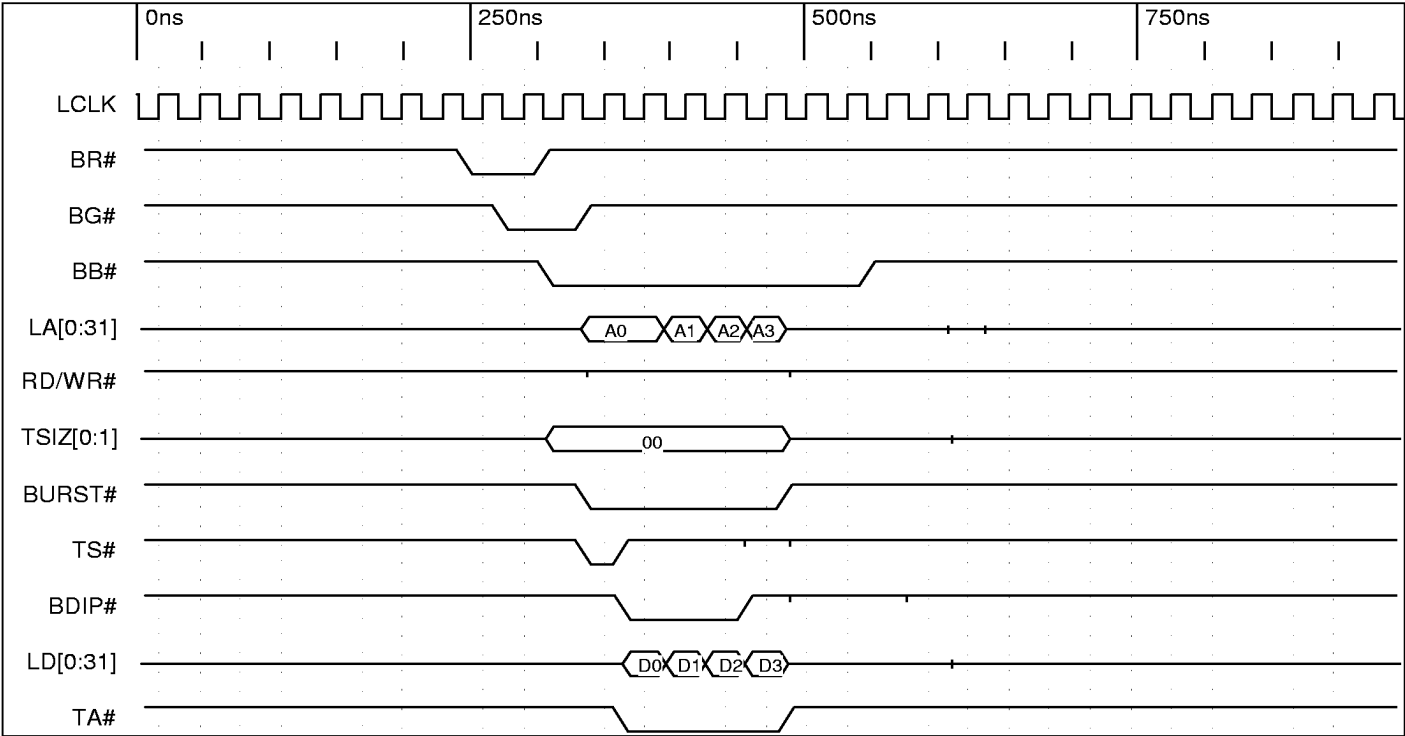 0ns 250ns 500ns 750ns
LCLK
BR#
BG#
BB#
LA[0:31] A0 A1 A2 A3
RD/WR#
TSIZ[0:1] 00
BURST#
TS#
BDIP#
LD[0:31] D0 D1 D2 D3
TA#